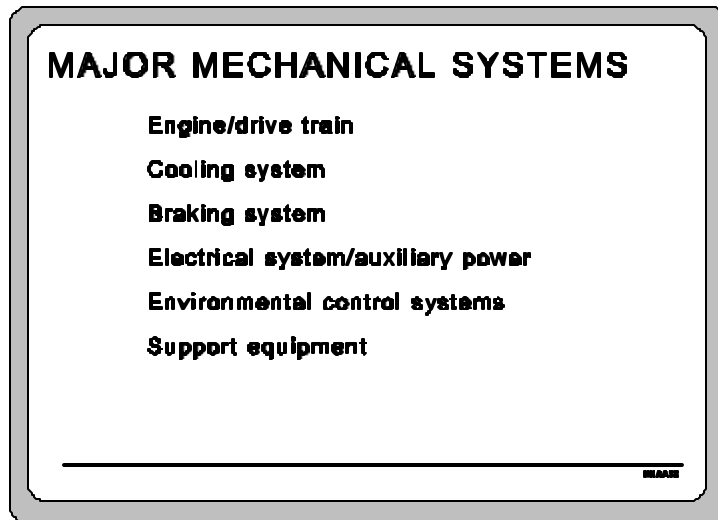 MAJOR MECHANICAL SYSTEMS
Engine/drive train
Cooling system
Braking system
Electrical system/auxiliary power
Environmental control systems
Support equipment